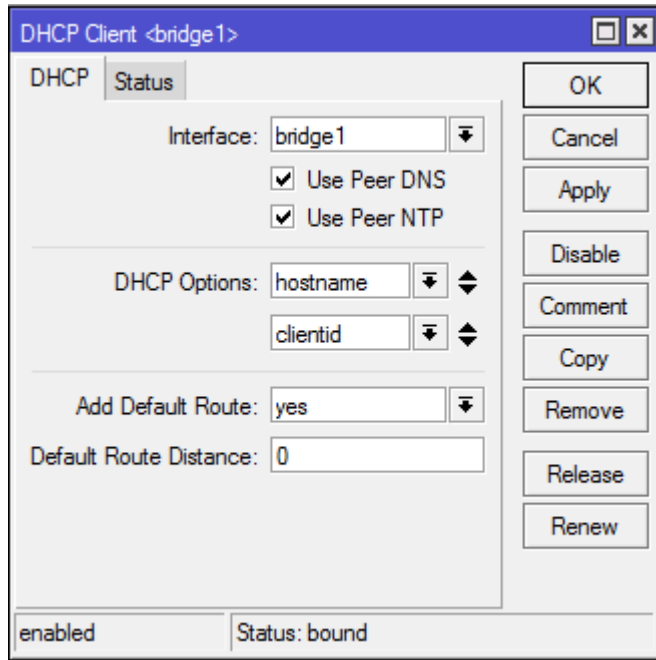 DHCP Client <bridge1>
DHCP Status
Interface: bridge1
Use Peer DNS
Use Peer NTP
DHCP Options: hostname
clientid
Add Default Route: yes
Default Route Distance: 0
OK
Cancel
Apply
Disable
Comment
Copy
Remove
Release
Renew
enabled Status: bound